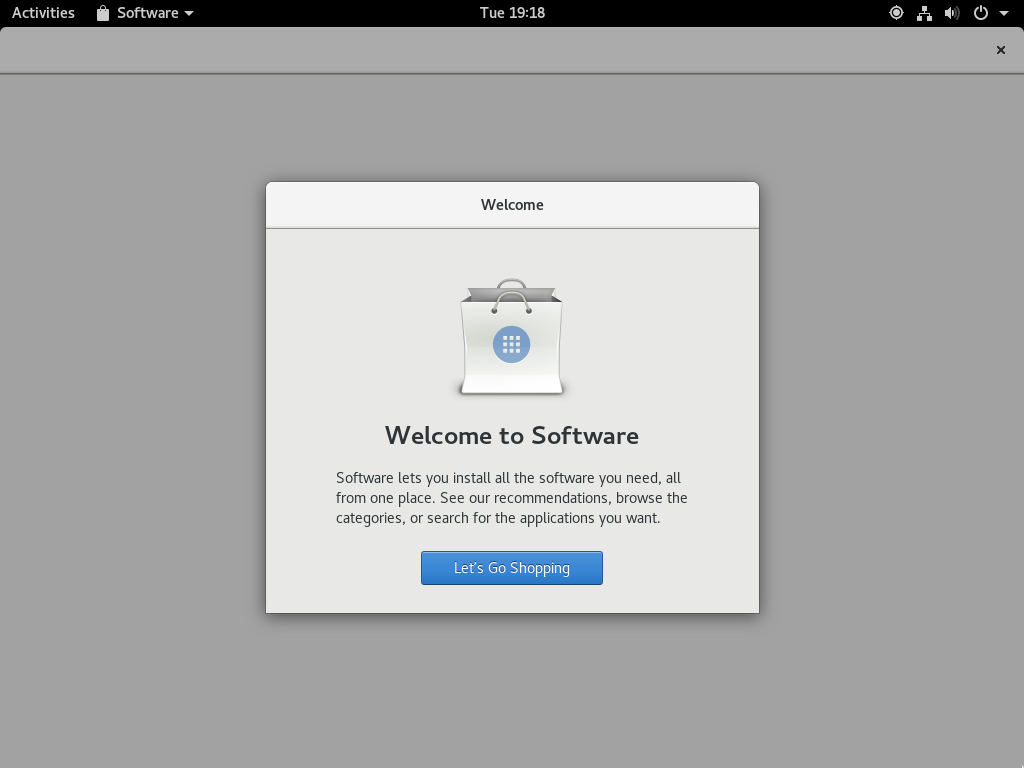 Activities Software Tue 19:18
Welcome
Welcome to Software
Software lets you install all the software you need, all
from one place. See our recommendations, browse the
categories, or search for the applications you want.
Let's Go Shopping